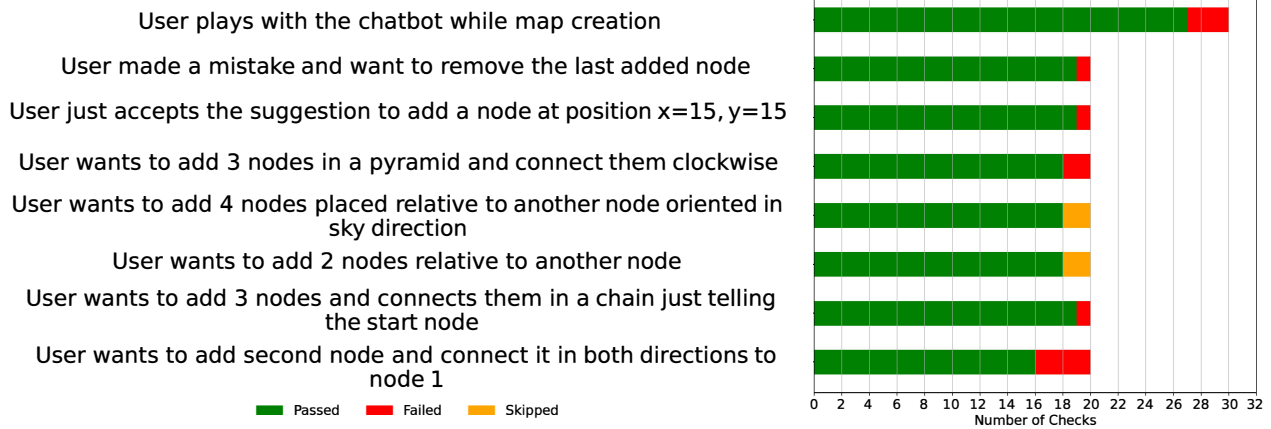 User plays with the chatbot while map creation
User made a mistake and want to remove the last added node
User just accepts the suggestion to add a node at position x=15, y=15
User wants to add 3 nodes in a pyramid and connect them clockwise
User wants to add 4 nodes placed relative to another node oriented in
sky direction
User wants to add 2 nodes relative to another node
User wants to add 3 nodes and connects them in a chain just telling
the start node
User wants to add second node and connect it in both directions to
node 1
0 2 4 6 8 10 12 14 16 18 20 22 24 26 28 30 32
Number of Checks
Passed Failed Skipped